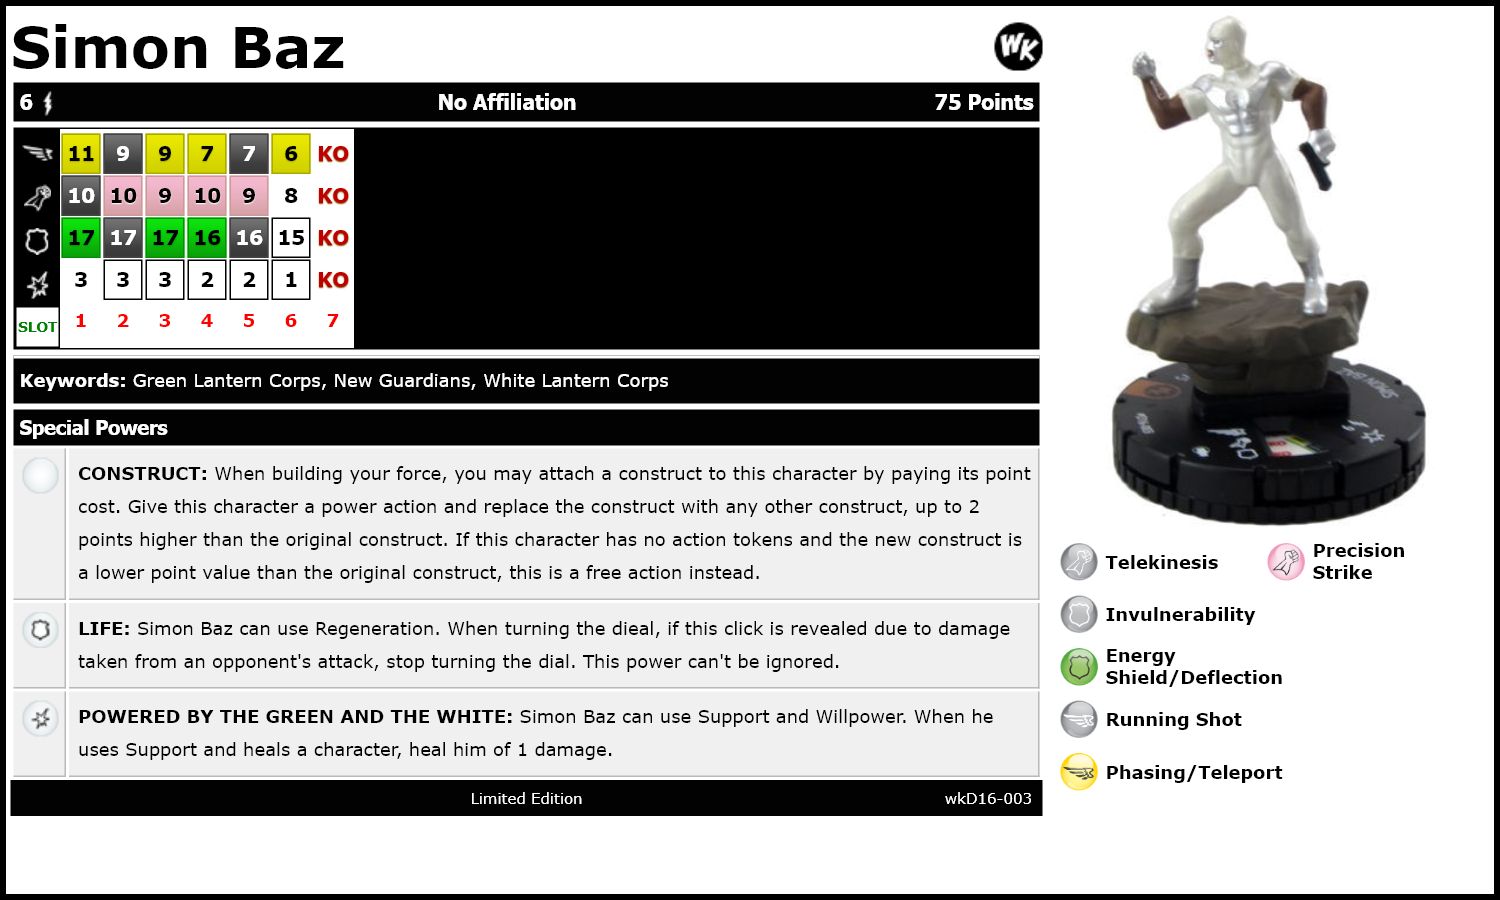 Simon Baz
WK
6 No Affiliation 75 Points
11 9 9 7 7 6 KO
10 10 9 10 9 8 KO
17 17 17 16 16 15 KO
3 3 3 2 2 1 KO
SLOT 1 2 3 4 5 6 7
Keywords: Green Lantern Corps, New Guardians, White Lantern Corps
Special Powers
CONSTRUCT: When building your force, you may attach a construct to this character by paying its point
cost. Give this character a power action and replace the construct with any other construct, up to 2
points higher than the original construct. If this character has no action tokens and the new construct is
a lower point value than the original construct, this is a free action instead.
LIFE: Simon Baz can use Regeneration. When turning the dieal, if this click is revealed due to damage
taken from an opponent's attack, stop turning the dial. This power can't be ignored.
POWERED BY THE GREEN AND THE WHITE: Simon Baz can use Support and Willpower. When he
uses Support and heals a character, heal him of 1 damage.
Limited Edition wkD16-003
Telekinesis
Precision
Strike
Invulnerability
Energy
Shield/Deflection
Running Shot
Phasing/Teleport
SIMON BAZ